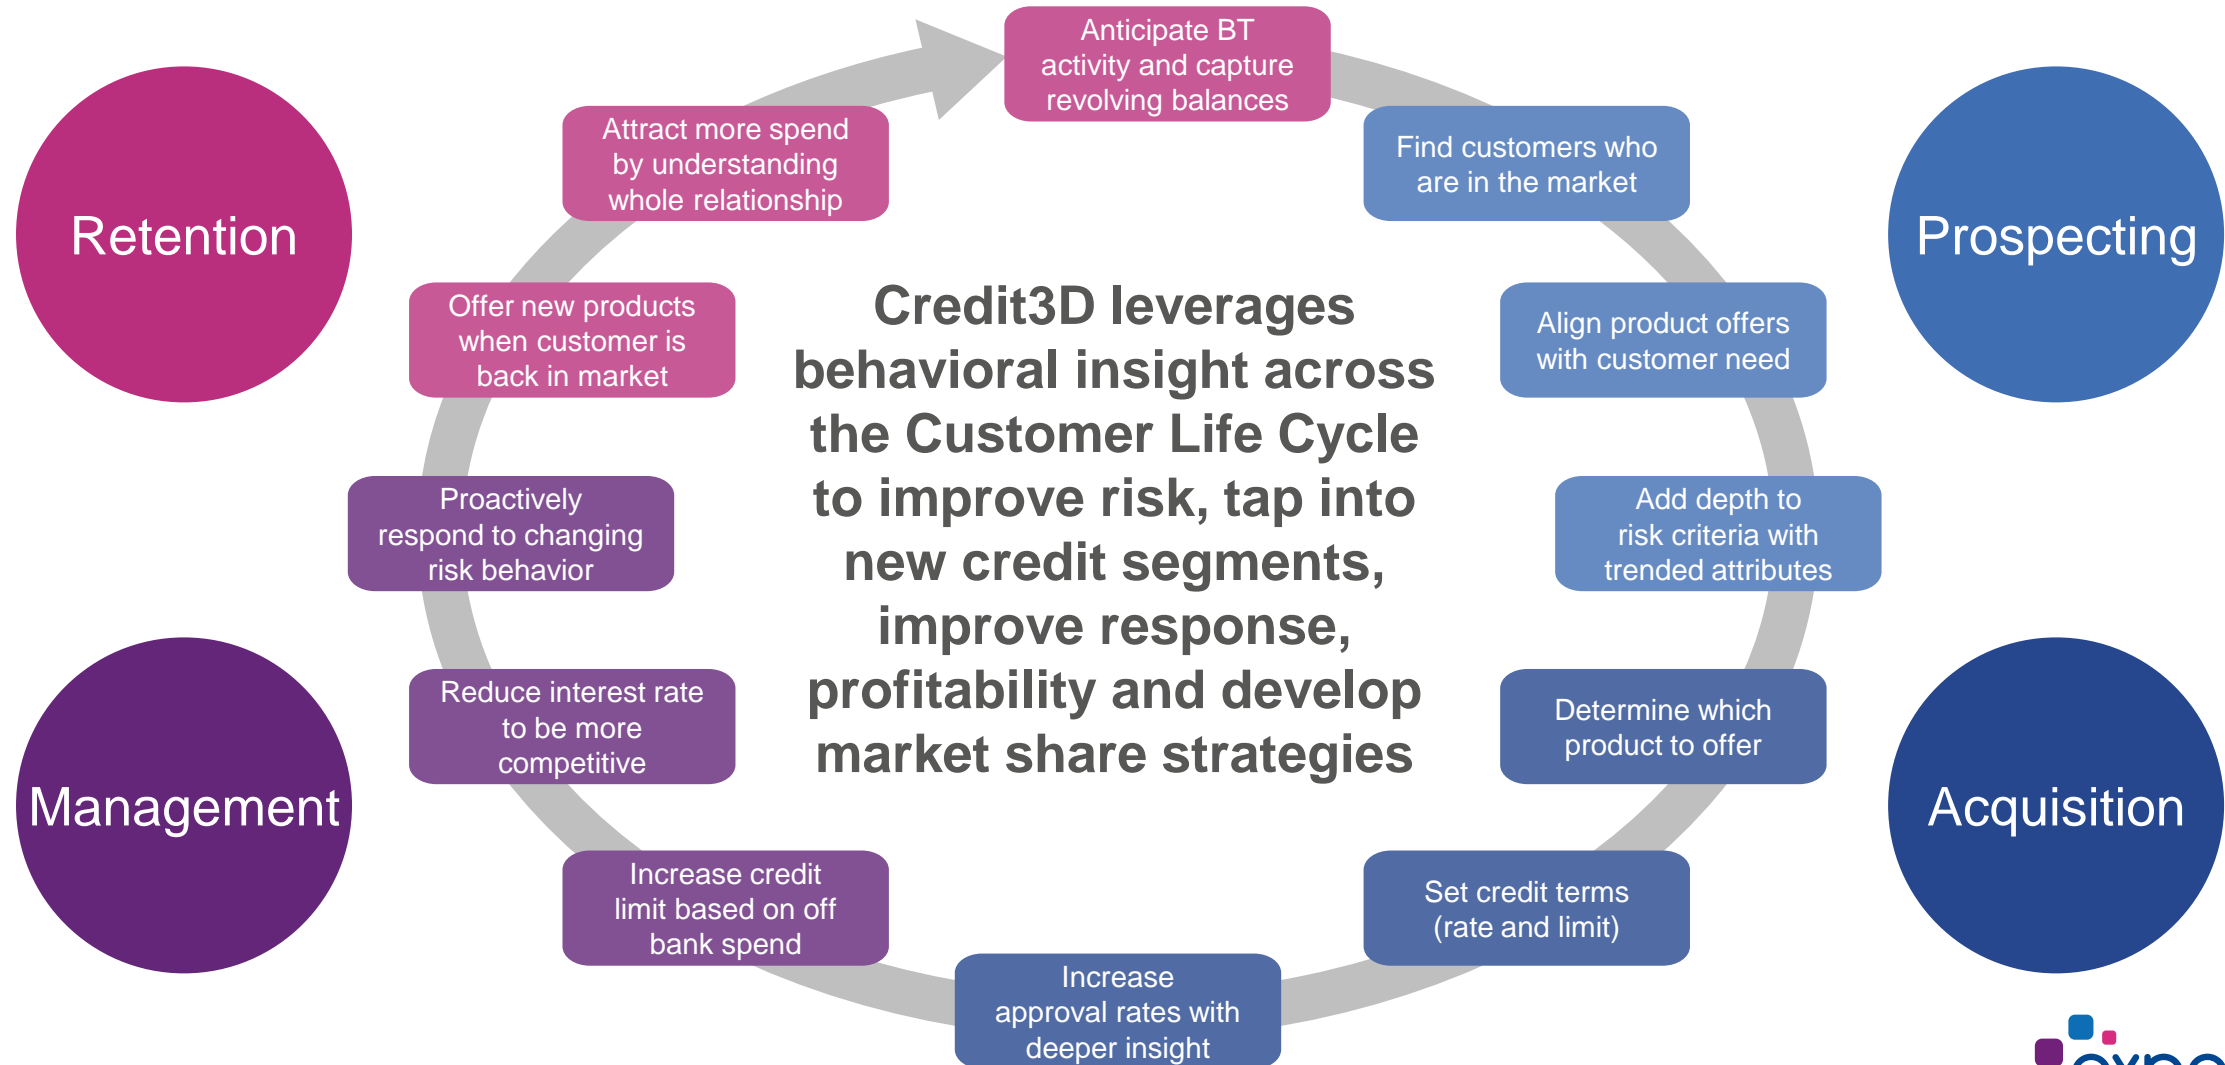 Anticipate BT
activity and capture
revolving balances
Find customers who
are in the market
Align product offers
with customer need
Add depth to
risk criteria with
trended attributes
Determine which
product to offer
Set credit terms
(rate and limit)
Increase
approval rates with
deeper insight
Increase credit
limit based on off
bank spend
Reduce interest rate
to be more
competitive
Proactively
respond to changing
risk behavior
Offer new products
when customer is
back in market
Attract more spend
by understanding
whole relationship
Credit3D leverages
behavioral insight across
the Customer Life Cycle
to improve risk, tap into
new credit segments,
improve response,
profitability and develop
market share strategies
Retention
Prospecting
Management
Acquisition